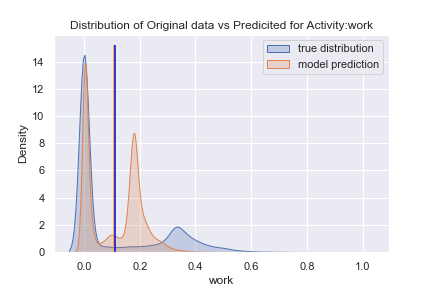 Distribution of Original data vs Predicited for Activity:work
true distribution
model prediction
Density
14
12
10
8
6
4
2
0
0.0 0.2 0.4 0.6 0.8 1.0
work